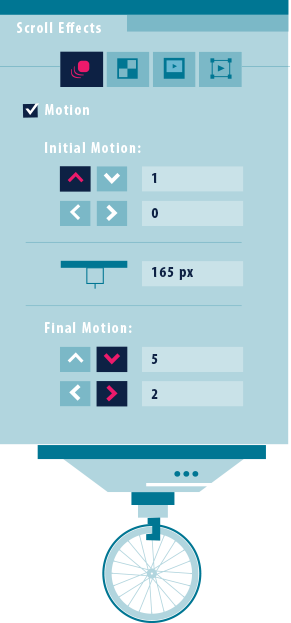 Scroll Effects
Motion
Initial Motion:
1
0
165 px
Final Motion:
5
2